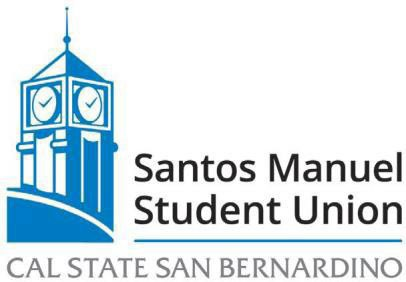 Santos Manuel
Student Union
CAL STATE SAN BERNARDINO